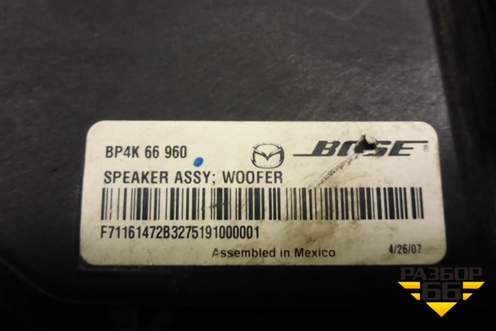 BP4K 66 960
BOSE
SPEAKER ASSY; WOOFER
F71161472B3275191000001
Assembled in Mexico
4/26/07
РАЗБОР
66